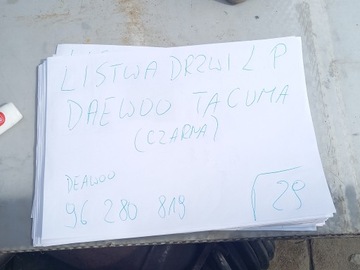 LISTWA DRZWI L P
DAEWOO TACUMA
(CZARNA)
DEAWOO
96 280 819
29